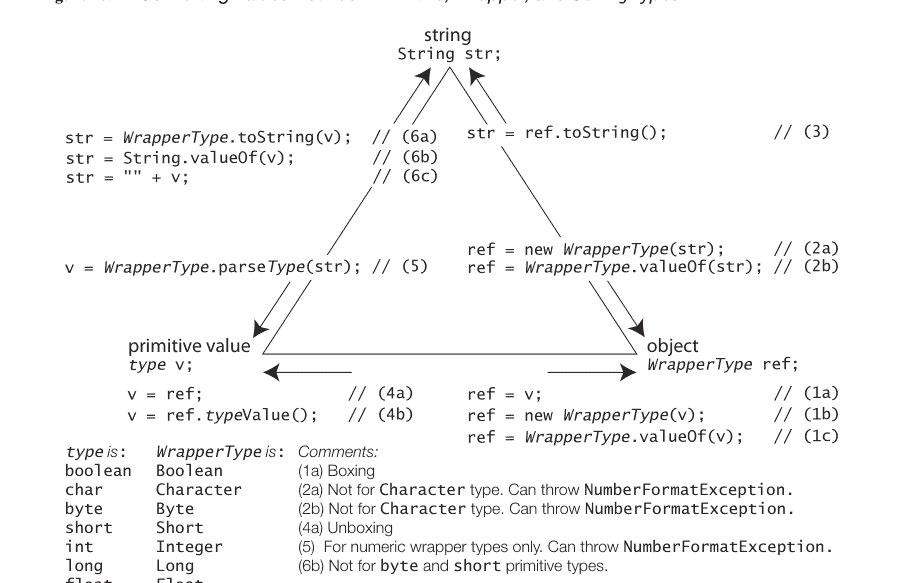 string
String str;
str = WrapperType.toString(v); // (6a)
str = String.valueOf(v); // (6b)
str = "" + v; // (6c)
str = ref.toString(); // (3)
ref = new WrapperType(str); // (2a)
ref = WrapperType.valueOf(str); // (2b)
v = WrapperType.parseType(str); // (5)
primitive value
type v;
object
WrapperType ref;
v = ref; // (4a)
v = ref.typeValue(); // (4b)
ref = v; // (1a)
ref = new WrapperType(v); // (1b)
ref = WrapperType.valueOf(v); // (1c)
type is: WrapperType is: Comments:
boolean Boolean (1a) Boxing
char Character (2a) Not for Character type. Can throw NumberFormatException.
byte Byte (2b) Not for Character type. Can throw NumberFormatException.
short Short (4a) Unboxing
int Integer (5) For numeric wrapper types only. Can throw NumberFormatException.
long Long (6b) Not for byte and short primitive types.